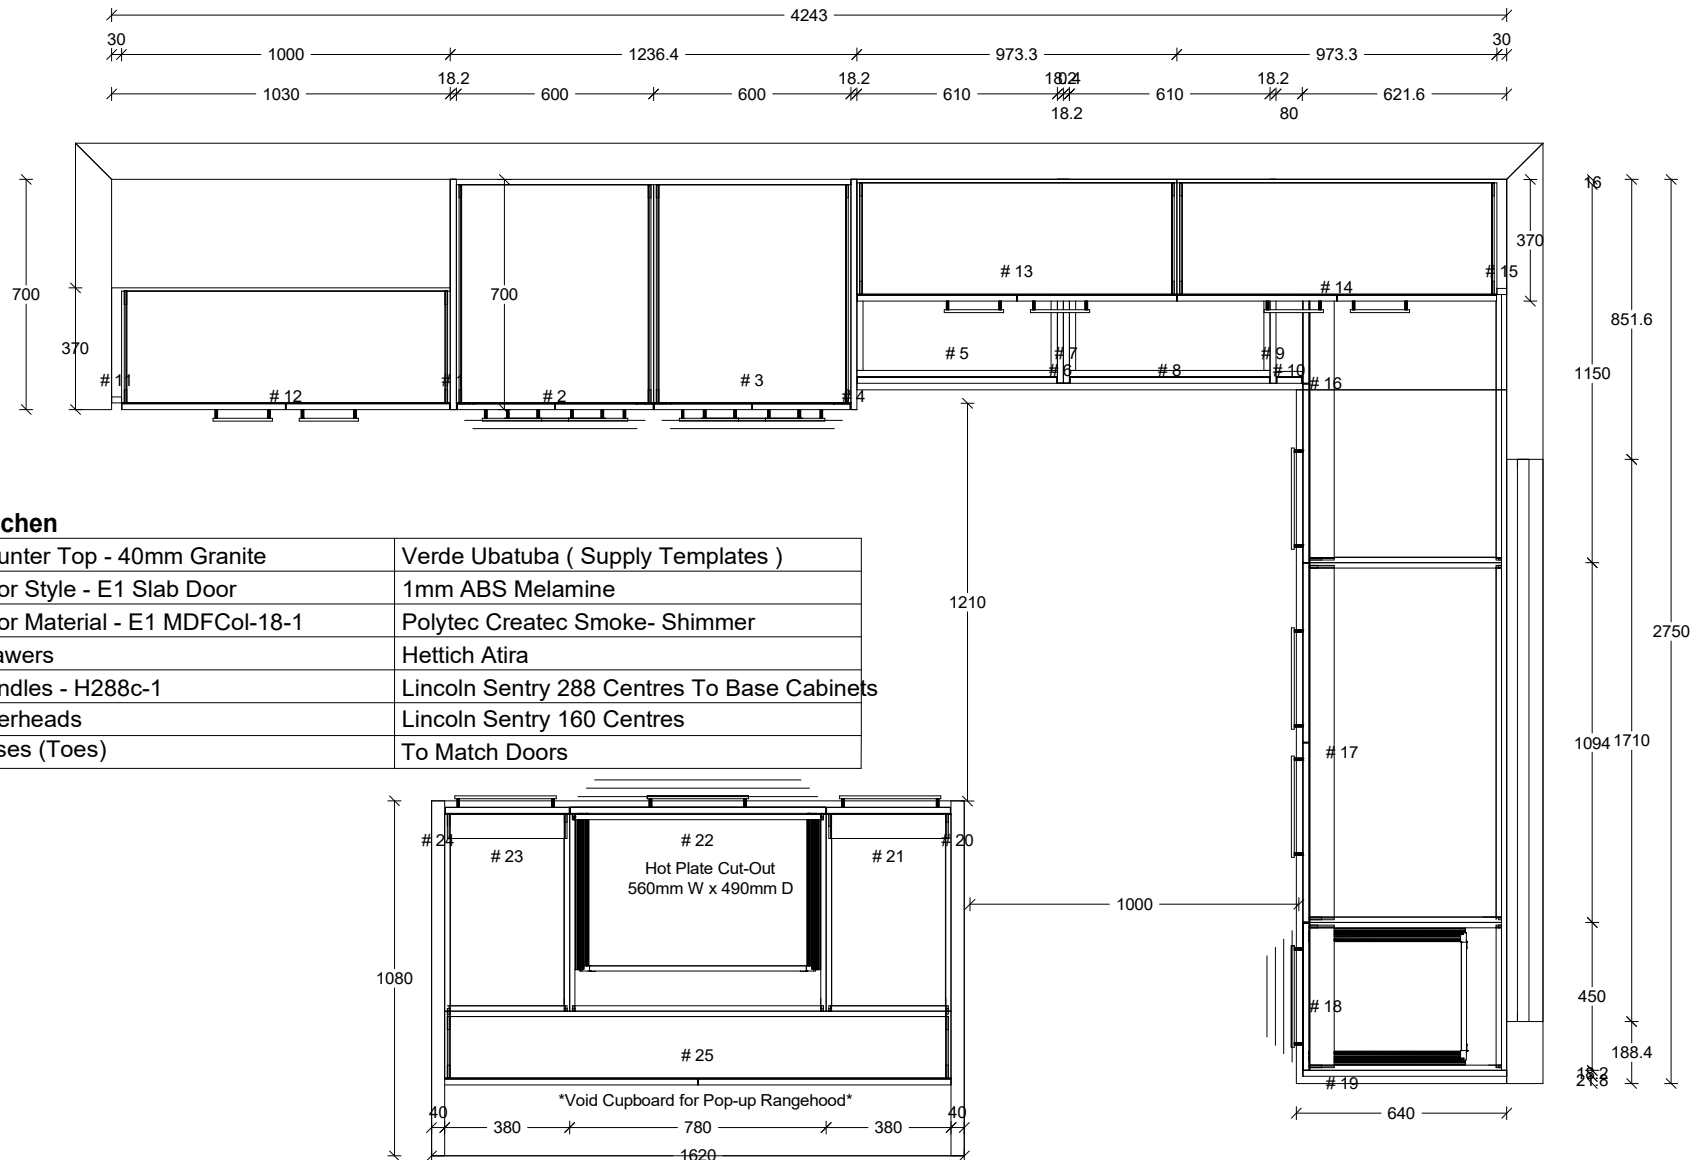 4243
30 1000 1236.4 973.3 973.3 30
18.2 18.2 18.2 0.4 18.2
1030 600 600 610 610 621.6
18.2 80
16
370
# 13
# 15
700 700
# 14
851.6
370
# 5 # 7 # 9
# 6 # 8 # 10
1150
# 11 # 1 # 3
# 16
# 12 # 2 # 4
chen
unter Top - 40mm Granite Verde Ubatuba ( Supply Templates )
or Style - E1 Slab Door 1mm ABS Melamine
or Material - E1 MDFCol-18-1 Polytec Createc Smoke- Shimmer
awers Hettich Atira
ndles - H288c-1 Lincoln Sentry 288 Centres To Base Cabinets
erheads Lincoln Sentry 160 Centres
ses (Toes) To Match Doors
1210
2750
1094 1710
# 17
# 24 # 22 # 20
# 23 # 21
Hot Plate Cut-Out
560mm W x 490mm D
1000
1080
450
# 18
# 25
188.4
18.2
21.8
# 19
*Void Cupboard for Pop-up Rangehood*
40 40
640
380 780 380
1620